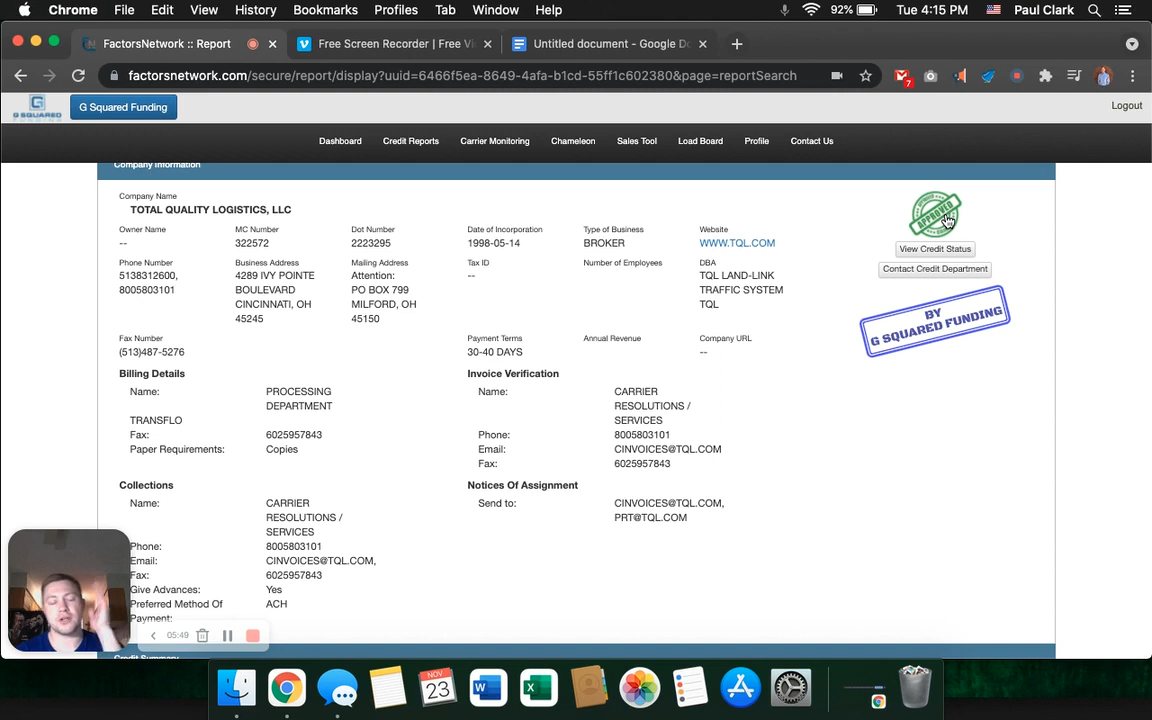 Chrome File Edit View History Bookmarks Profiles Tab Window Help 92% Tue 4:15 PM Paul Clark
FactorsNetwork :: Report Free Screen Recorder | Free Vi Untitled document - Google Do
factorsnetwork.com/secure/report/display?uuid=6466f5ea-8649-4afa-b1cd-55ff1c602380&page=reportSearch 7
G SQUARED FUNDING G Squared Funding Logout
Dashboard Credit Reports Carrier Monitoring Chameleon Sales Tool Load Board Profile Contact Us
Company Information
Company Name
TOTAL QUALITY LOGISTICS, LLC
APPROVED
Owner Name MC Number Dot Number Date of Incorporation Type of Business Website
-- 322572 2223295 1998-05-14 BROKER WWW.TQL.COM
View Credit Status
Phone Number Business Address Mailing Address Tax ID Number of Employees DBA
Contact Credit Department
5138312600, 4289 IVY POINTE Attention: -- TQL LAND-LINK
8005803101 BOULEVARD PO BOX 799 TRAFFIC SYSTEM
CINCINNATI, OH MILFORD, OH TQL
45245 45150
BY
G SQUARED FUNDING
Fax Number Payment Terms Annual Revenue Company URL
(513)487-5276 30-40 DAYS --
Billing Details Invoice Verification
Name: PROCESSING Name: CARRIER
DEPARTMENT RESOLUTIONS /
TRANSFLO SERVICES
Fax: 6025957843 Phone: 8005803101
Paper Requirements: Copies Email: CINVOICES@TQL.COM
Fax: 6025957843
Collections Notices Of Assignment
Name: CARRIER Send to: CINVOICES@TQL.COM,
RESOLUTIONS / PRT@TQL.COM
SERVICES
Phone: 8005803101
Email: CINVOICES@TQL.COM,
Fax: 6025957843
Give Advances: Yes
Preferred Method Of ACH
Payment:
05:49
Credit Summary
NOV
23